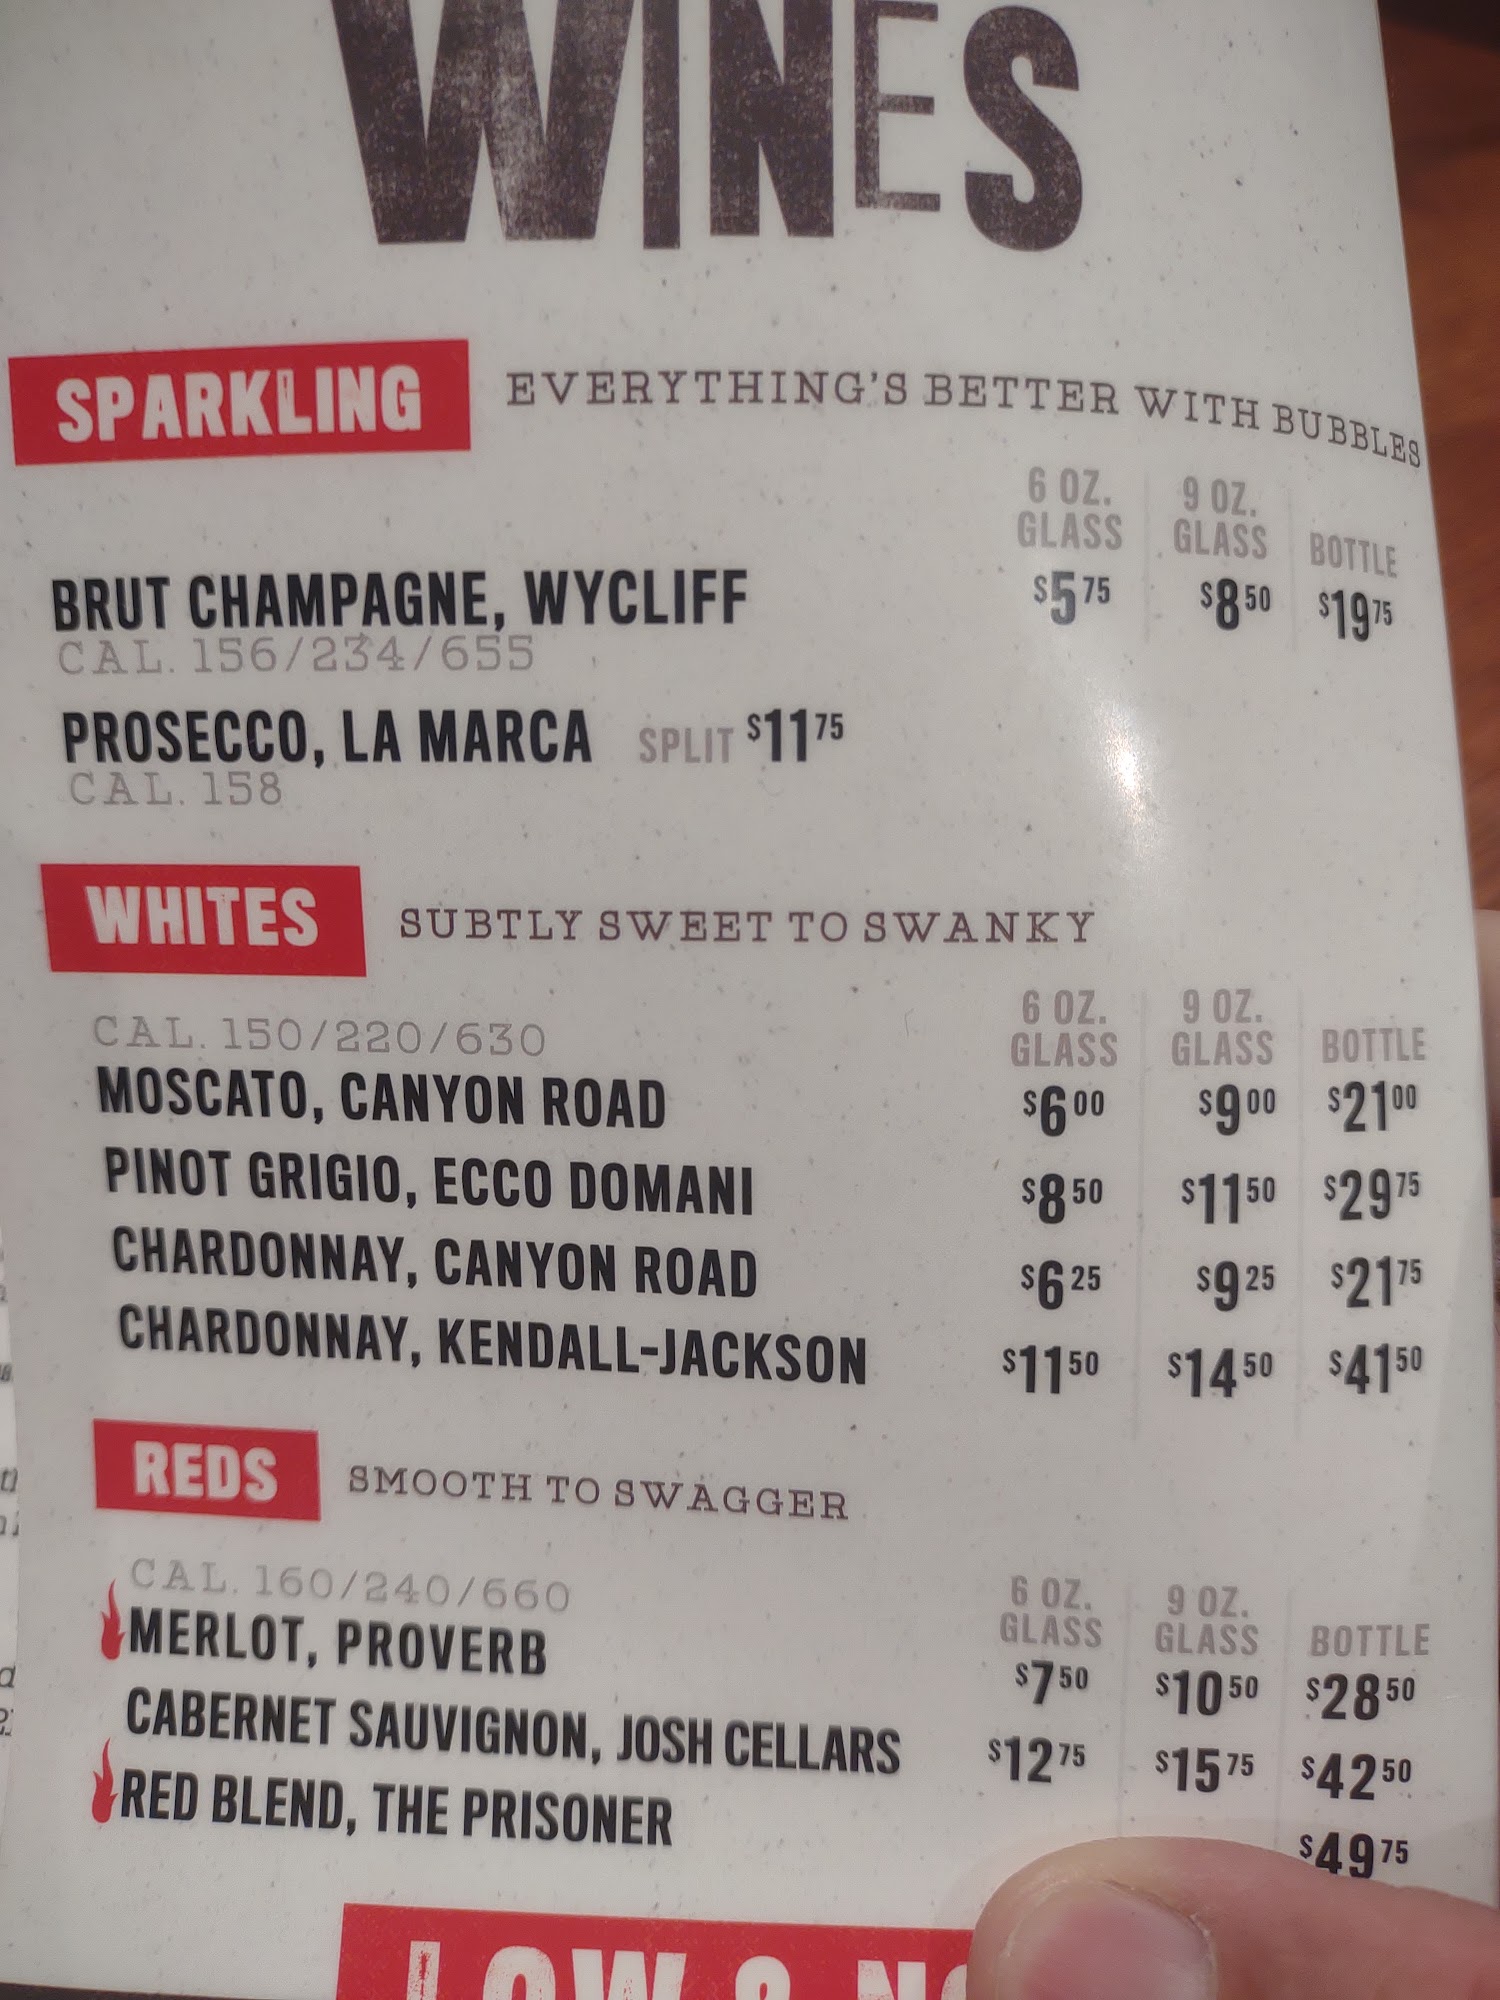 WINES
SPARKLING EVERYTHING'S BETTER WITH BUBBLES
6 OZ. GLASS 9 OZ. GLASS BOTTLE
BRUT CHAMPAGNE, WYCLIFF $5 75 $8 50 $19 75
CAL. 156/234/655
PROSECCO, LA MARCA SPLIT $11 75
CAL. 158
WHITES SUBTLY SWEET TO SWANKY
CAL. 150/220/630 6 OZ. GLASS 9 OZ. GLASS BOTTLE
MOSCATO, CANYON ROAD $6 00 $9 00 $21 00
PINOT GRIGIO, ECCO DOMANI $8 50 $11 50 $29 75
CHARDONNAY, CANYON ROAD $6 25 $9 25 $21 75
CHARDONNAY, KENDALL-JACKSON $11 50 $14 50 $41 50
REDS SMOOTH TO SWAGGER
CAL. 160/240/660 6 OZ. GLASS 9 OZ. GLASS BOTTLE
MERLOT, PROVERB $7 50 $10 50 $28 50
CABERNET SAUVIGNON, JOSH CELLARS $12 75 $15 75 $42 50
RED BLEND, THE PRISONER $49 75
LOW &